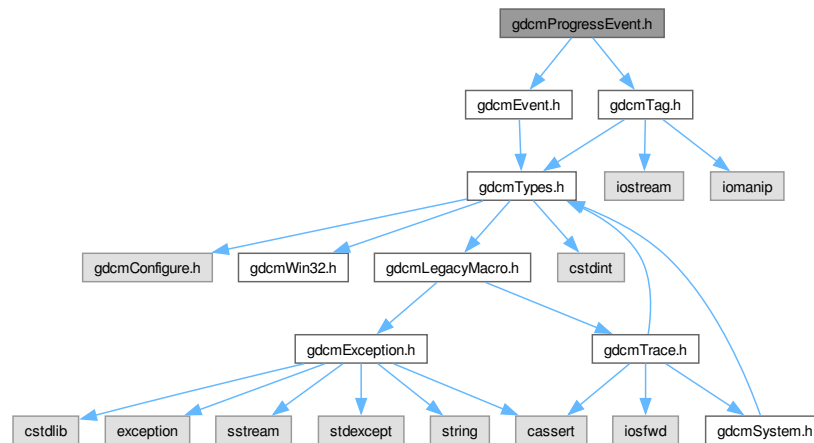 gdcmProgressEvent.h
gdcmEvent.h
gdcmTag.h
gdcmTypes.h
iostream
iomanip
gdcmConfigure.h
gdcmWin32.h
gdcmLegacyMacro.h
cstdint
gdcmException.h
gdcmTrace.h
cstdlib
exception
sstream
stdexcept
string
cassert
iosfwd
gdcmSystem.h